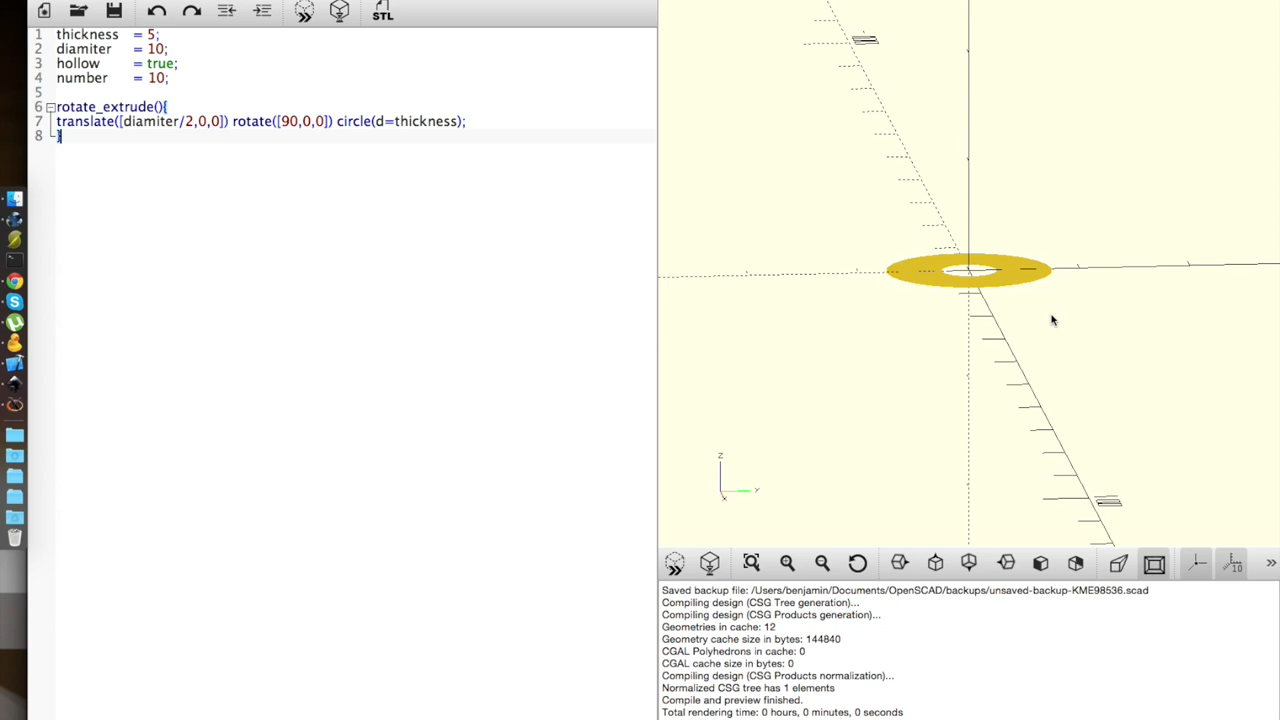 STL
1 thickness = 5;
2 diamiter = 10;
3 hollow = true;
4 number = 10;
5
6 rotate_extrude(){
7 translate([diamiter/2,0,0]) rotate([90,0,0]) circle(d=thickness);
8 }
Z
Y
X
10
»
Saved backup file: /Users/benjamin/Documents/OpenSCAD/backups/unsaved-backup-KME98536.scad
Compiling design (CSG Tree generation)...
Compiling design (CSG Products generation)...
Geometries in cache: 12
Geometry cache size in bytes: 144840
CGAL Polyhedrons in cache: 0
CGAL cache size in bytes: 0
Compiling design (CSG Products normalization)...
Normalized CSG tree has 1 elements
Compile and preview finished.
Total rendering time: 0 hours, 0 minutes, 0 seconds